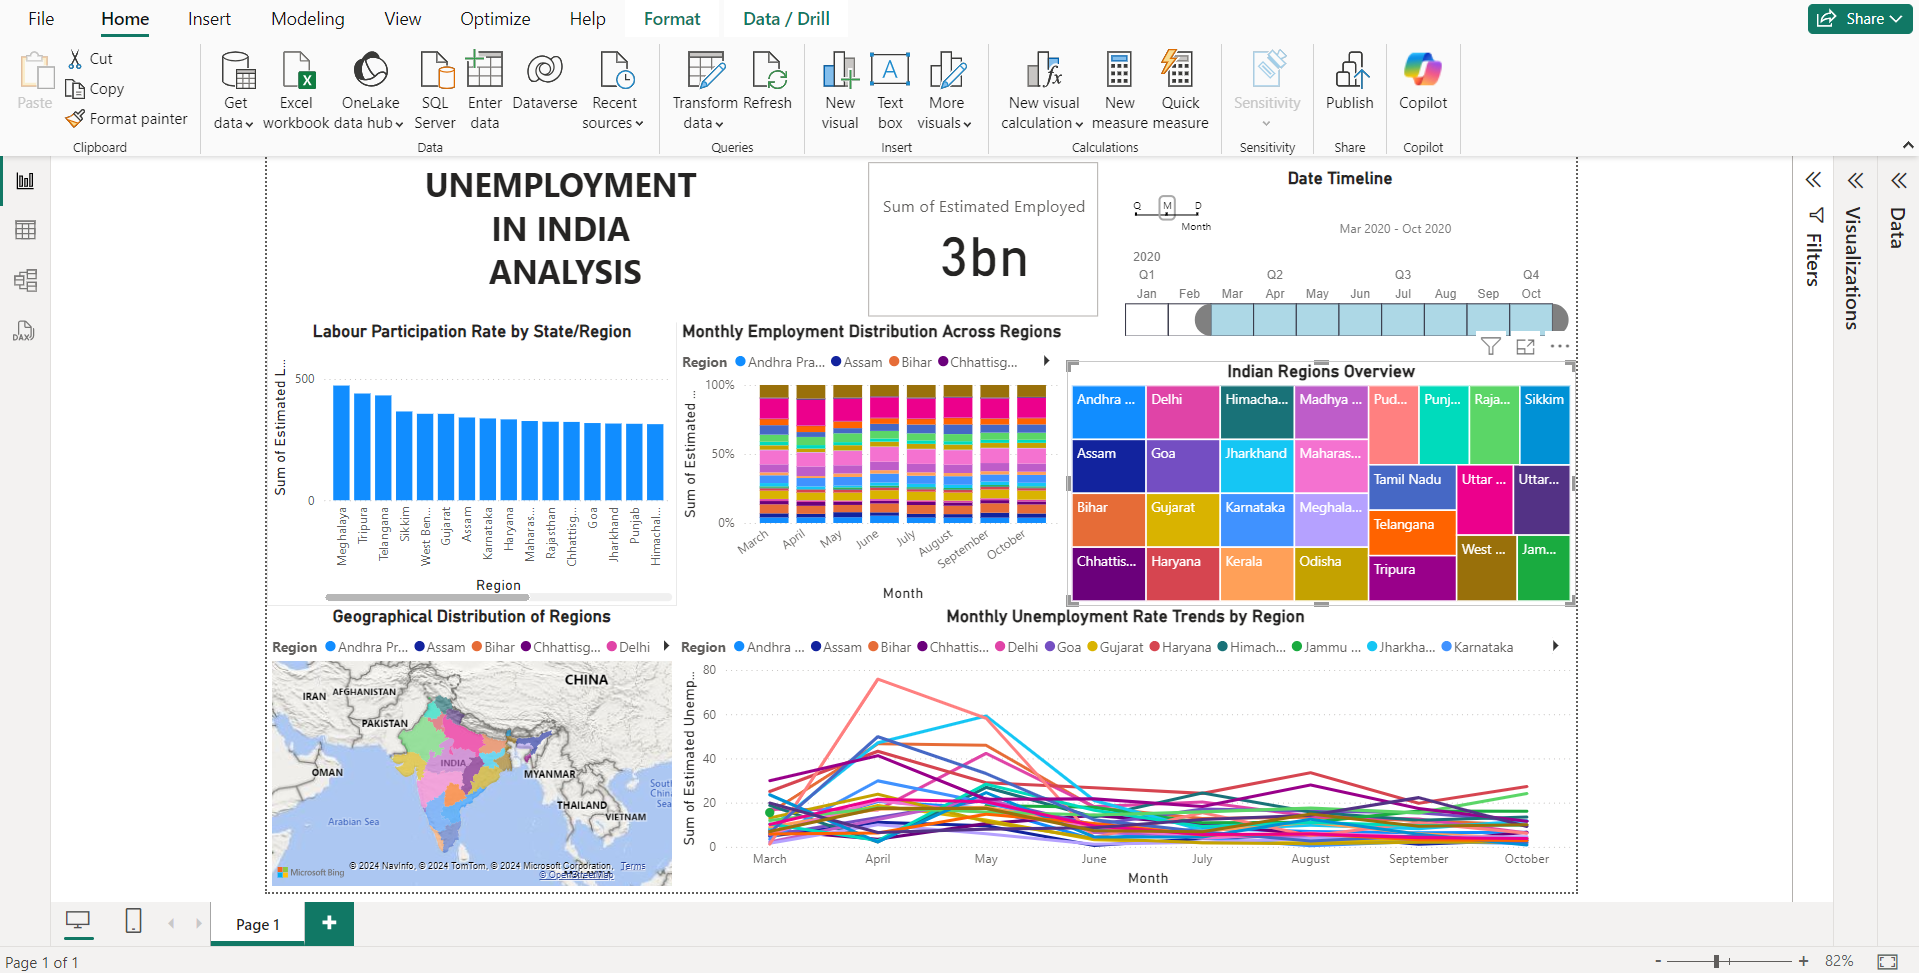 File Home Insert Modeling View Optimize Help Format Data / Drill Share
Paste
Cut
Copy
Format painter
Clipboard
Get data
Excel workbook
OneLake data hub
SQL Server
Enter data
Dataverse
Recent sources
Data
Transform data
Refresh
Queries
New visual
Text box
More visuals
Insert
New visual calculation
New measure
Quick measure
Calculations
Sensitivity
Sensitivity
Publish
Share
Copilot
Copilot
UNEMPLOYMENT
IN INDIA
ANALYSIS
Sum of Estimated Employed
3bn
Date Timeline
Q M D
Month
Mar 2020 - Oct 2020
2020
Q1 Q2 Q3 Q4
Jan Feb Mar Apr May Jun Jul Aug Sep Oct
Filters
Visualizations
Data
DAX
Labour Participation Rate by State/Region
Sum of Estimated L...
500
0
Meghalaya
Tripura
Telangana
Sikkim
West Ben...
Gujarat
Assam
Karnataka
Haryana
Maharas...
Rajasthan
Chhattisg...
Goa
Jharkhand
Punjab
Himachal...
Region
Monthly Employment Distribution Across Regions
Region Andhra Pra... Assam Bihar Chhattisg...
Sum of Estimated ...
100%
50%
0%
March April May June July August September October
Month
Indian Regions Overview
Andhra ... Delhi Himacha... Madhya ... Pud... Punj... Raja... Sikkim
Assam Goa Jharkhand Maharas... Tamil Nadu Uttar ... Uttar...
Bihar Gujarat Karnataka Meghala... Telangana
Chhattis... Haryana Kerala Odisha Tripura West ... Jam...
Geographical Distribution of Regions
Region Andhra Pr... Assam Bihar Chhattisg... Delhi
CHINA
IRAN
AFGHANISTAN
PAKISTAN
INDIA
OMAN
MYANMAR
THAILAND
VIETNAM
Arabian Sea
Microsoft Bing
© 2024 NavInfo, © 2024 TomTom, © 2024 Microsoft Corporation, Terms
© OpenStreetMap
Monthly Unemployment Rate Trends by Region
Region Andhra ... Assam Bihar Chhattis... Delhi Goa Gujarat Haryana Himach... Jammu ... Jharkha... Karnataka
Sum of Estimated Unemp...
80
60
40
20
0
March April May June July August September October
Month
Page 1
+
Page 1 of 1
- + 82%